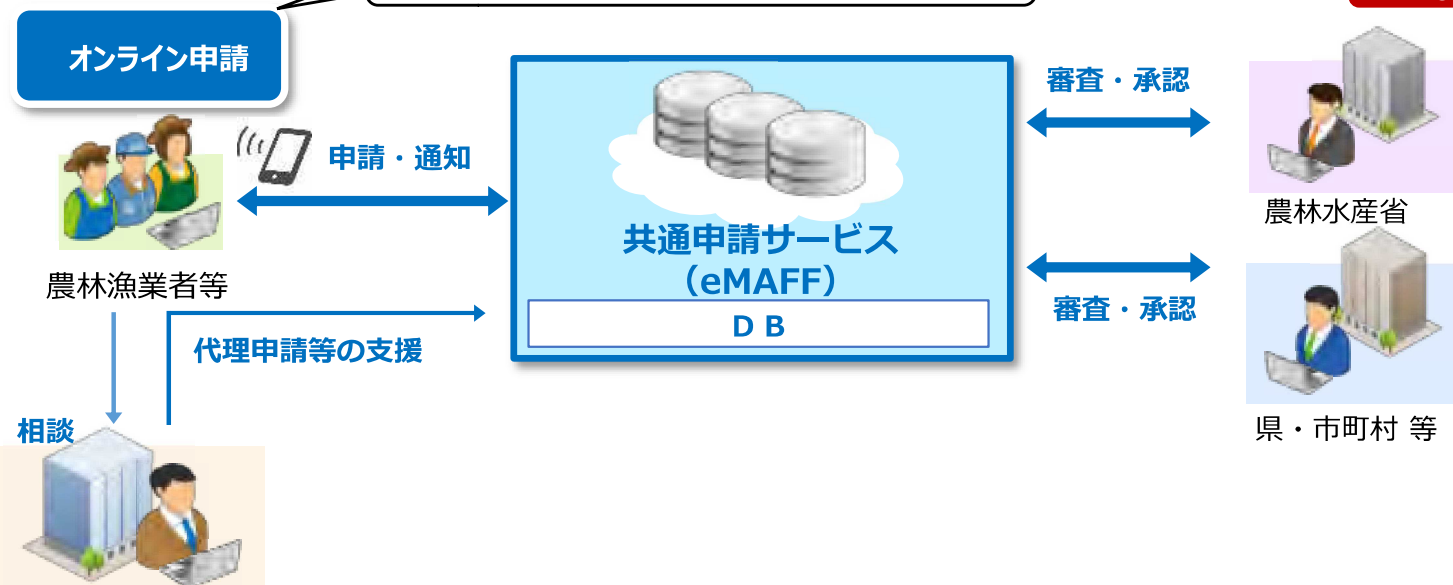 オンライン申請
審査・承認
申請・通知
農林水産省
共通申請サービス
（eMAFF）
農林漁業者等
審査・承認
ＤＢ
代理申請等の支援
相談
県・市町村 等